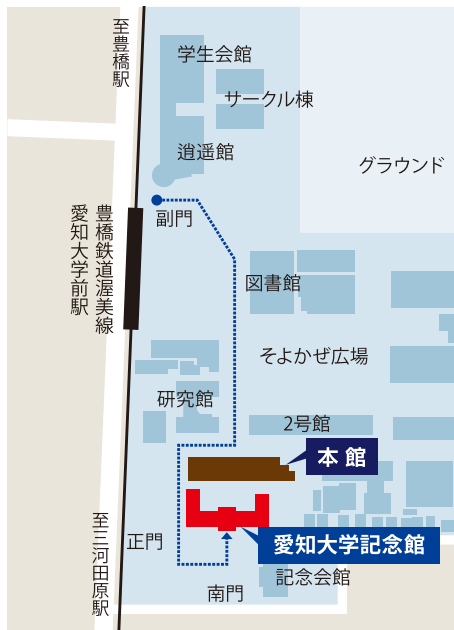 至豊橋駅
学生会館
サークル棟
逍遥館
グラウンド
副門
豊橋鉄道渥美線
愛知大学前駅
図書館
そよかぜ広場
研究館
2号館
本館
至三河田原駅
正門
愛知大学記念館
記念会館
南門